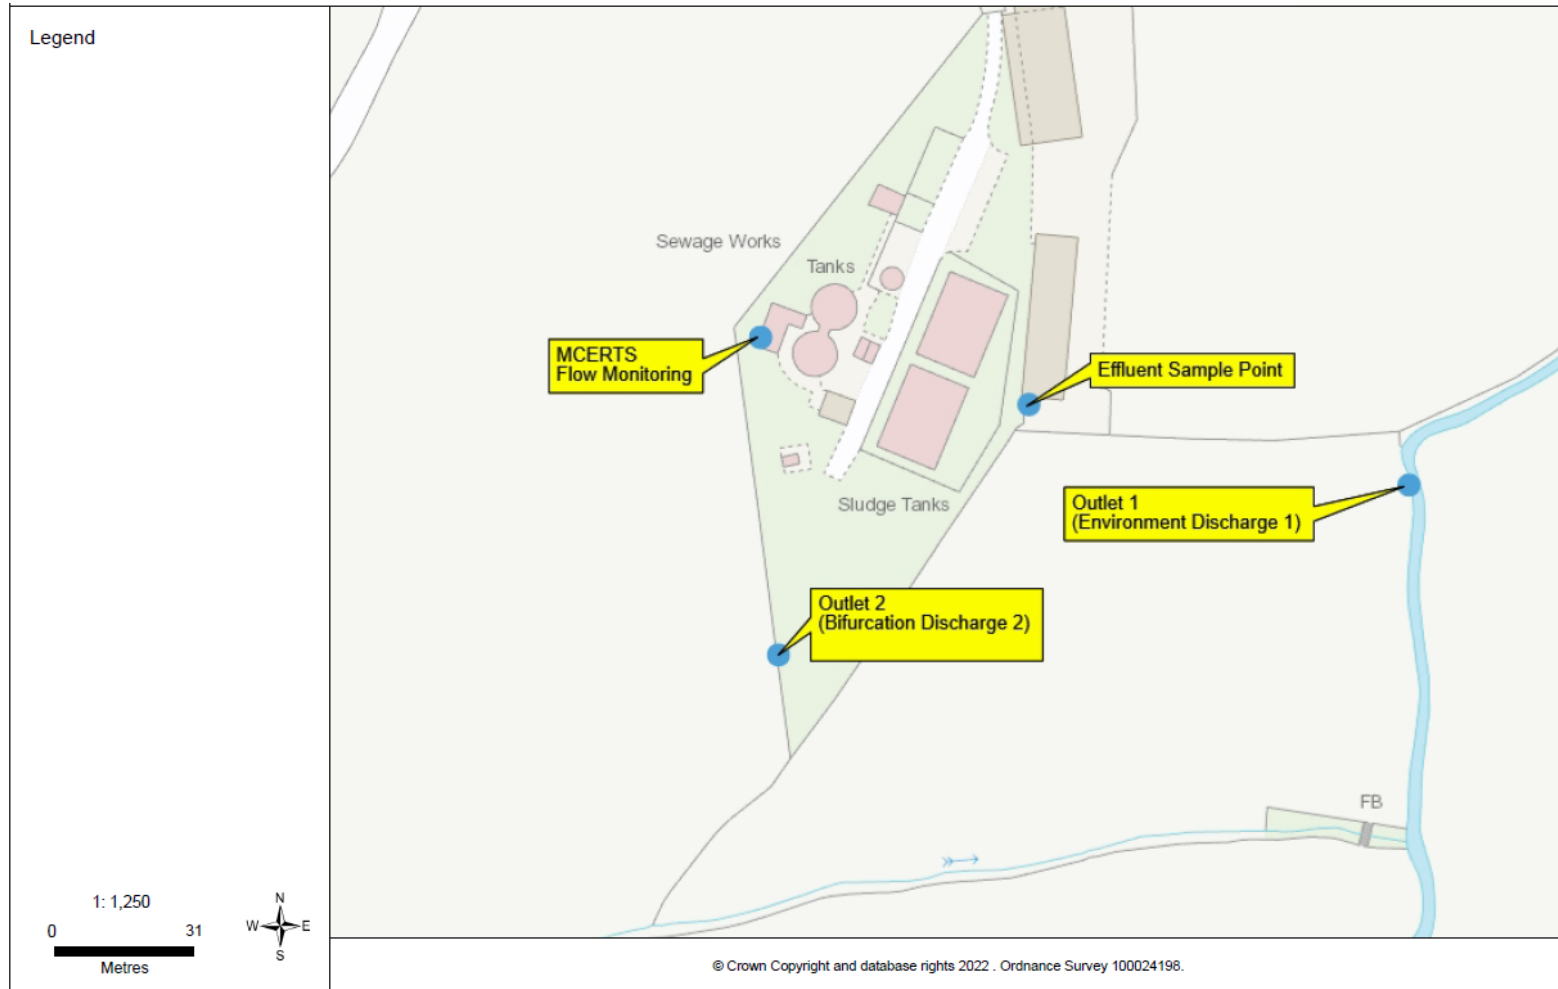 Legend
Sewage Works
Tanks
MCERTS
Flow Monitoring
Effluent Sample Point
Outlet 1
(Environment Discharge 1)
Sludge Tanks
Outlet 2
(Bifurcation Discharge 2)
FB
1: 1,250
0 31
Metres
N
W E
S
© Crown Copyright and database rights 2022 . Ordnance Survey 100024198.